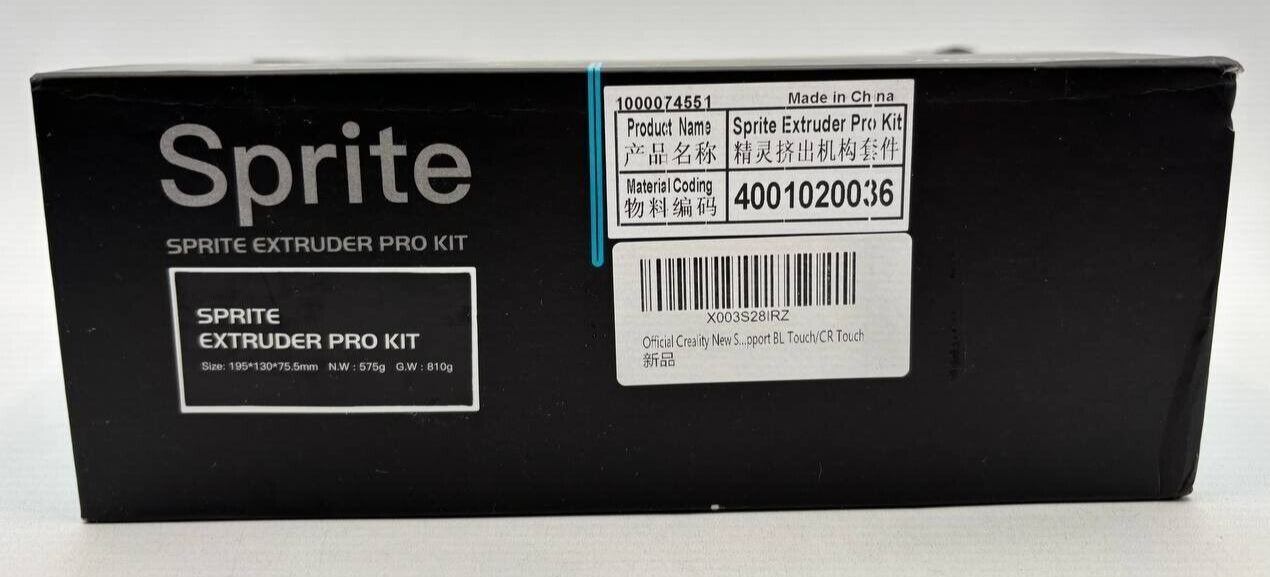 Sprite
SPRITE EXTRUDER PRO KIT
SPRITE
EXTRUDER PRO KIT
Size: 195*130*75.5mm N.W : 575g G.W : 810g
1000074551 Made in China
Product Name Sprite Extruder Pro Kit
产品名称 精灵挤出机构套件
Material Coding 4001020036
物料编码
X003S28IRZ
Official Creality New S...pport BL Touch/CR Touch
新品